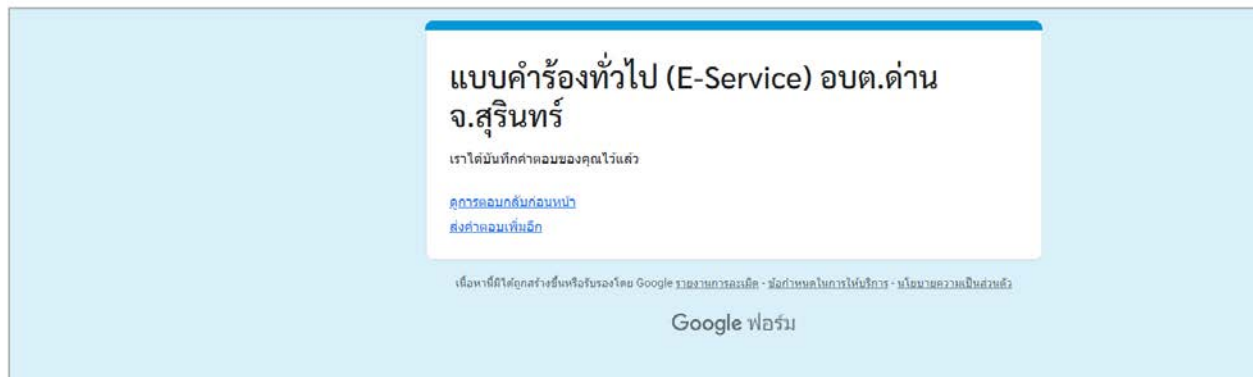 แบบคำร้องทั่วไป (E-Service) อบต.ด่าน
จ.สุรินทร์
เราได้บันทึกคำตอบของคุณไว้แล้ว
ดูการตอบกลับก่อนหน้า
ส่งคำตอบเพิ่มอีก
เนื้อหานี้มิได้ถูกสร้างขึ้นหรือรับรองโดย Google รายงานการละเมิด - ข้อกำหนดในการให้บริการ - นโยบายความเป็นส่วนตัว
Google ฟอร์ม